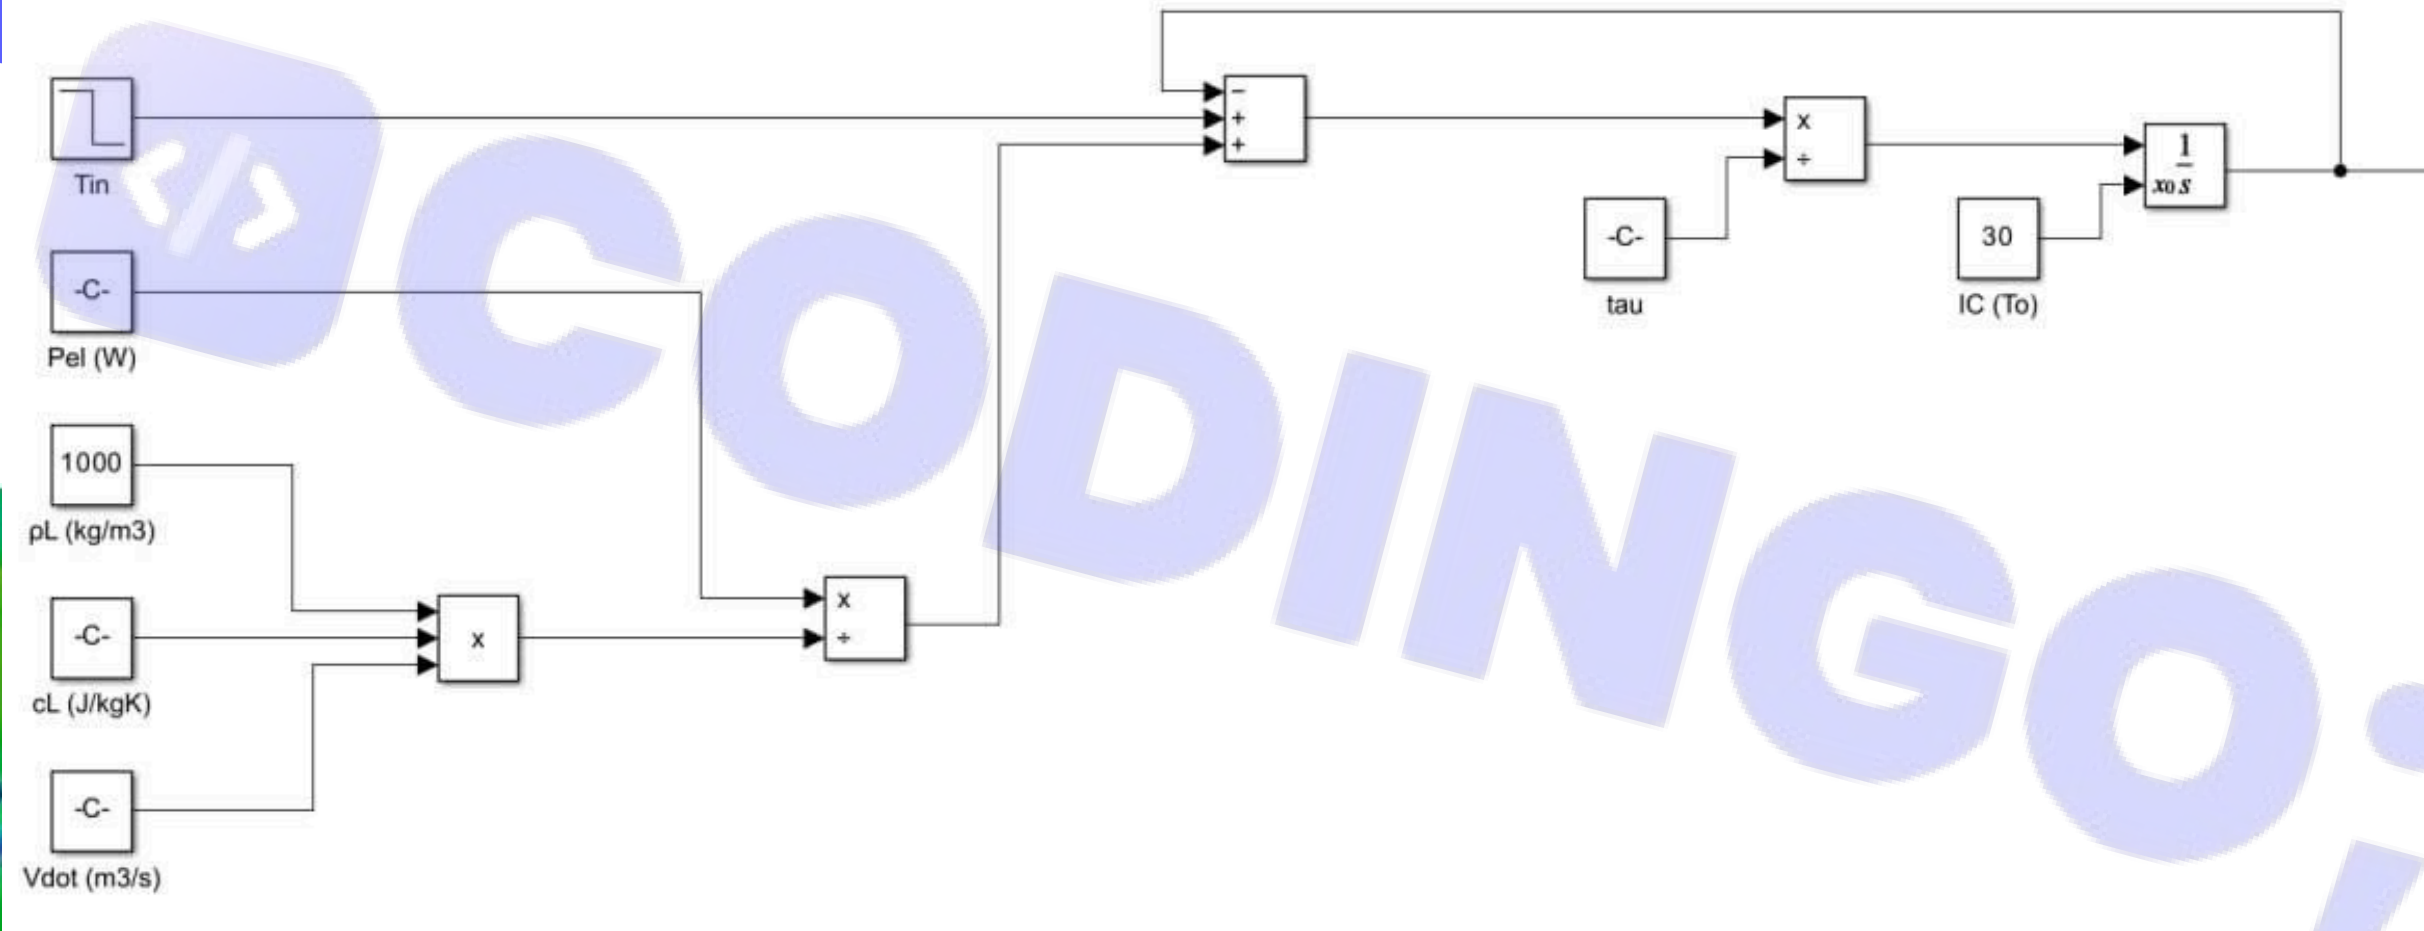 −
+
+
Tin
x
÷
1
x₀ s
-C-
tau
30
IC (To)
-C-
Pel (W)
1000
ρL (kg/m3)
-C-
cL (J/kgK)
x
x
÷
-C-
Vdot (m3/s)
</> CODINGO